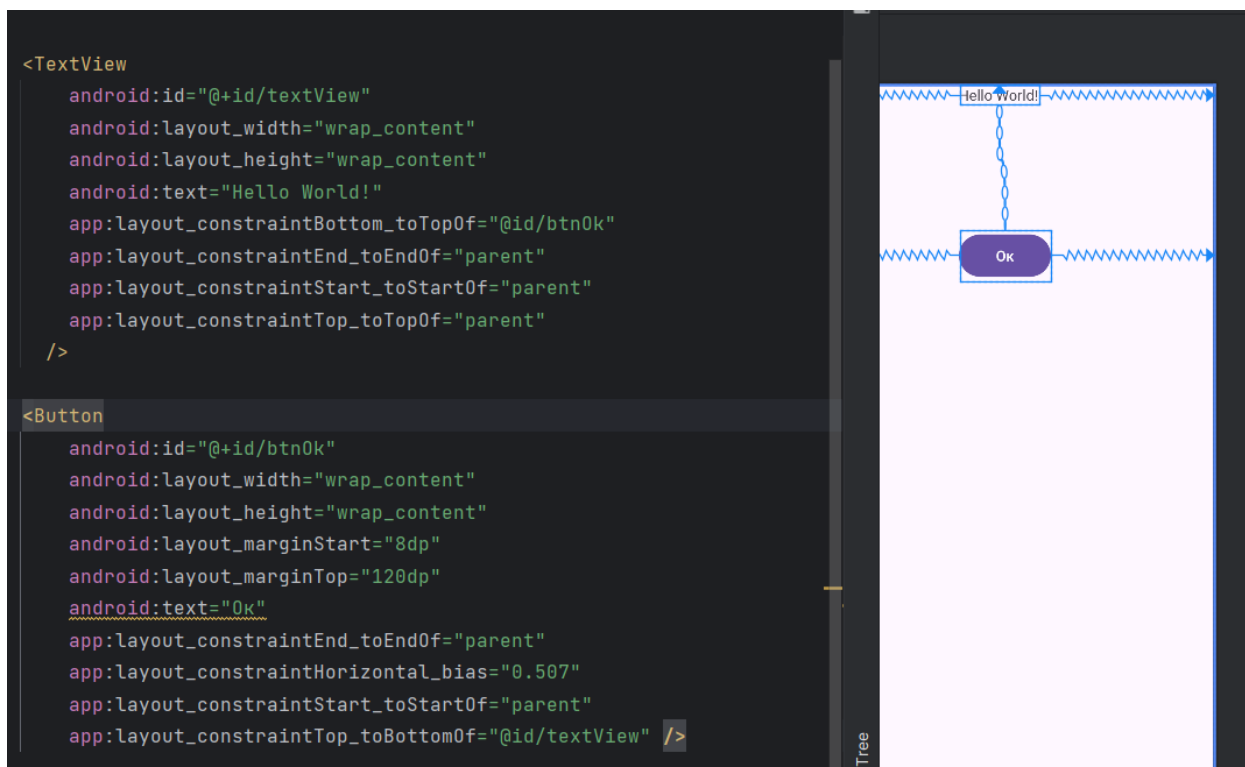 <TextView
android:id="@+id/textView"
android:layout_width="wrap_content"
android:layout_height="wrap_content"
android:text="Hello World!"
app:layout_constraintBottom_toTopOf="@id/btnOk"
app:layout_constraintEnd_toEndOf="parent"
app:layout_constraintStart_toStartOf="parent"
app:layout_constraintTop_toTopOf="parent"
/>
<Button
android:id="@+id/btnOk"
android:layout_width="wrap_content"
android:layout_height="wrap_content"
android:layout_marginStart="8dp"
android:layout_marginTop="120dp"
android:text="Ок"
app:layout_constraintEnd_toEndOf="parent"
app:layout_constraintHorizontal_bias="0.507"
app:layout_constraintStart_toStartOf="parent"
app:layout_constraintTop_toBottomOf="@id/textView" />
Tree
Hello World!
Ок